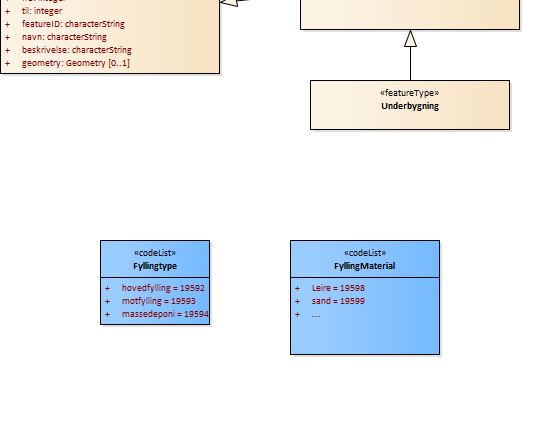 + til: integer
+ featureID: characterString
+ navn: characterString
+ beskrivelse: characterString
+ geometry: Geometry [0..1]
«featureType»
Underbygning
«codeList»
Fyllingtype
+ hovedfylling = 19592
+ motfylling = 19593
+ massedeponi = 19594
«codeList»
FyllingMaterial
+ Leire = 19598
+ sand = 19599
+ ...